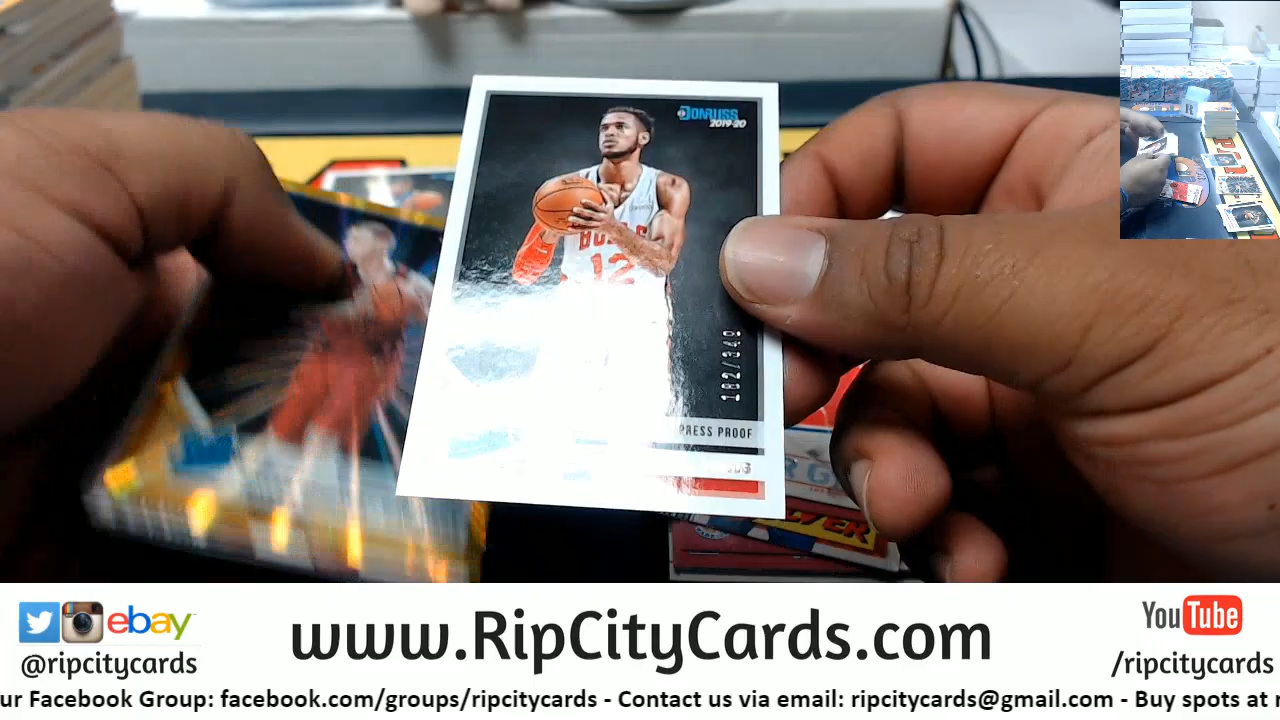 DONRUSS
2019-20
BULLS
12
182/349
PRESS PROOF
ebay
www.RipCityCards.com
YouTube
@ripcitycards
/ripcitycards
ur Facebook Group: facebook.com/groups/ripcitycards - Contact us via email: ripcitycards@gmail.com - Buy spots at